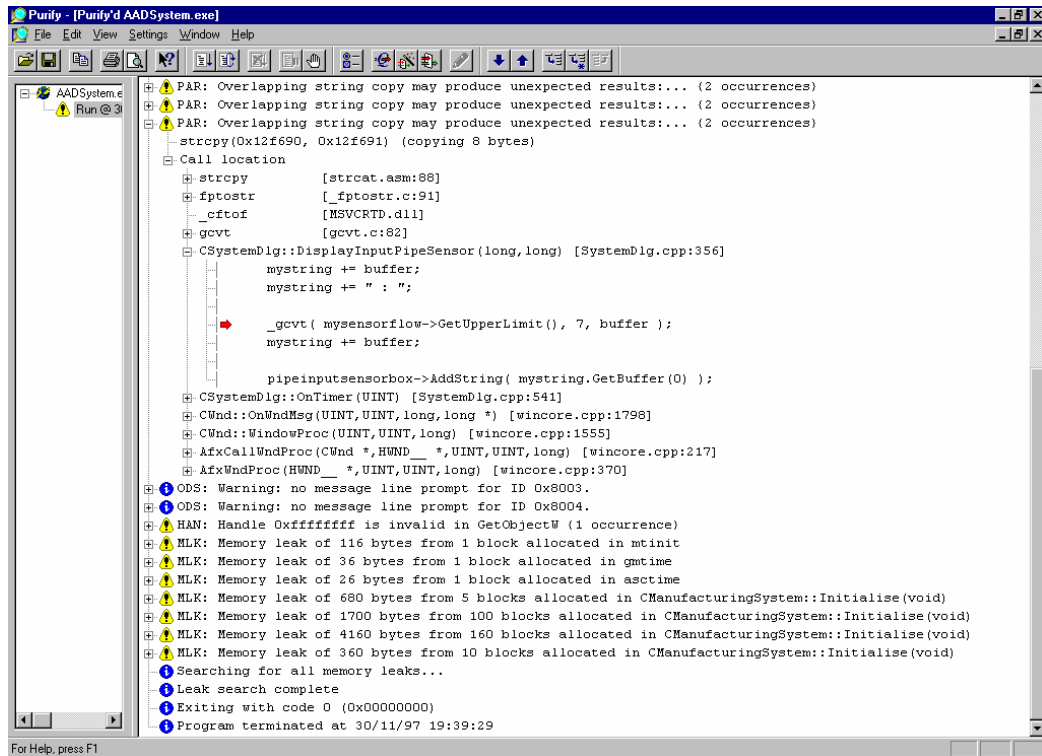 Purify - [Purify'd AADSystem.exe]
File Edit View Settings Window Help
AADSystem.e
Run @ 3
PAR: Overlapping string copy may produce unexpected results:... {2 occurrences}
PAR: Overlapping string copy may produce unexpected results:... {2 occurrences}
PAR: Overlapping string copy may produce unexpected results:... {2 occurrences}
strcpy(0x12f690, 0x12f691) (copying 8 bytes)
Call location
strcpy [strcat.asm:88]
fptostr [_fptostr.c:91]
_cftof [MSVCRTD.dll]
gcvt [gcvt.c:82]
CSystemDlg::DisplayInputPipeSensor(long,long) [SystemDlg.cpp:356]
mystring += buffer;
mystring += " : ";
_gcvt( mysensorflow->GetUpperLimit(), 7, buffer );
mystring += buffer;
pipeinputsensorbox->AddString( mystring.GetBuffer(0) );
CSystemDlg::OnTimer(UINT) [SystemDlg.cpp:541]
CWnd::OnWndMsg(UINT,UINT,long,long *) [wincore.cpp:1798]
CWnd::WindowProc(UINT,UINT,long) [wincore.cpp:1555]
AfxCallWndProc(CWnd *,HWND__ *,UINT,UINT,long) [wincore.cpp:217]
AfxWndProc(HWND__ *,UINT,UINT,long) [wincore.cpp:370]
ODS: Warning: no message line prompt for ID 0x8003.
ODS: Warning: no message line prompt for ID 0x8004.
HAN: Handle 0xffffffff is invalid in GetObjectW {1 occurrence}
MLK: Memory leak of 116 bytes from 1 block allocated in mtinit
MLK: Memory leak of 36 bytes from 1 block allocated in gmtime
MLK: Memory leak of 26 bytes from 1 block allocated in asctime
MLK: Memory leak of 680 bytes from 5 blocks allocated in CManufacturingSystem::Initialise(void)
MLK: Memory leak of 1700 bytes from 100 blocks allocated in CManufacturingSystem::Initialise(void)
MLK: Memory leak of 4160 bytes from 160 blocks allocated in CManufacturingSystem::Initialise(void)
MLK: Memory leak of 360 bytes from 10 blocks allocated in CManufacturingSystem::Initialise(void)
Searching for all memory leaks...
Leak search complete
Exiting with code 0 (0x00000000)
Program terminated at 30/11/97 19:39:29
For Help, press F1